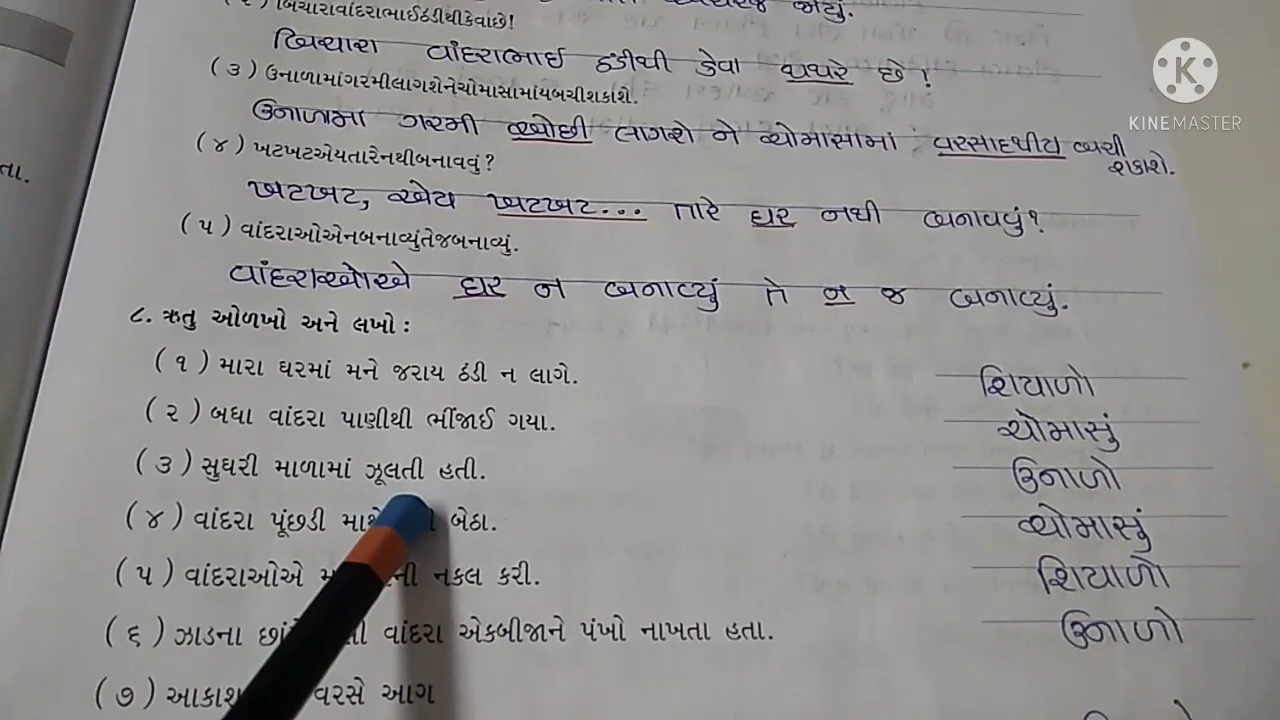 (૨) બિચારાવાંદરાભાઈઠંડીથીકેવાછે!
બિચારા વાંદરાભાઈ ઠંડીથી કેવા થથરે છે!
(૩) ઉનાળામાંગરમીલાગશેનેચોમાસામાંયબચીશકાશે.
ઉનાળામા ગરમી ઓછી લાગશે ને ચોમાસામાં વરસાદથીય બચી શકાશે.
(૪) ખટખટએયતારેનથીબનાવવું?
ખટખટ, એય ખટખટ... તારે ઘર નથી બનાવવું?
(૫) વાંદરાઓએનબનાવ્યુંતેજબનાવ્યું.
વાંદરાઓએ ઘર ન બનાવ્યું તે ન જ બનાવ્યું.
૮. ઋતુ ઓળખો અને લખો :
(૧) મારા ઘરમાં મને જરાય ઠંડી ન લાગે. શિયાળો
(૨) બધા વાંદરા પાણીથી ભીંજાઈ ગયા. ચોમાસું
(૩) સુઘરી માળામાં ઝૂલતી હતી. ઉનાળો
(૪) વાંદરા પૂંછડી બેઠા. ચોમાસું
(૫) વાંદરાઓએ નકલ કરી. શિયાળો
(૬) ઝાડના વાંદરા એકબીજાને પંખો નાખતા હતા. ઉનાળો
(૭) આકાશ વરસે આગ
તા.
K
KINEMASTER